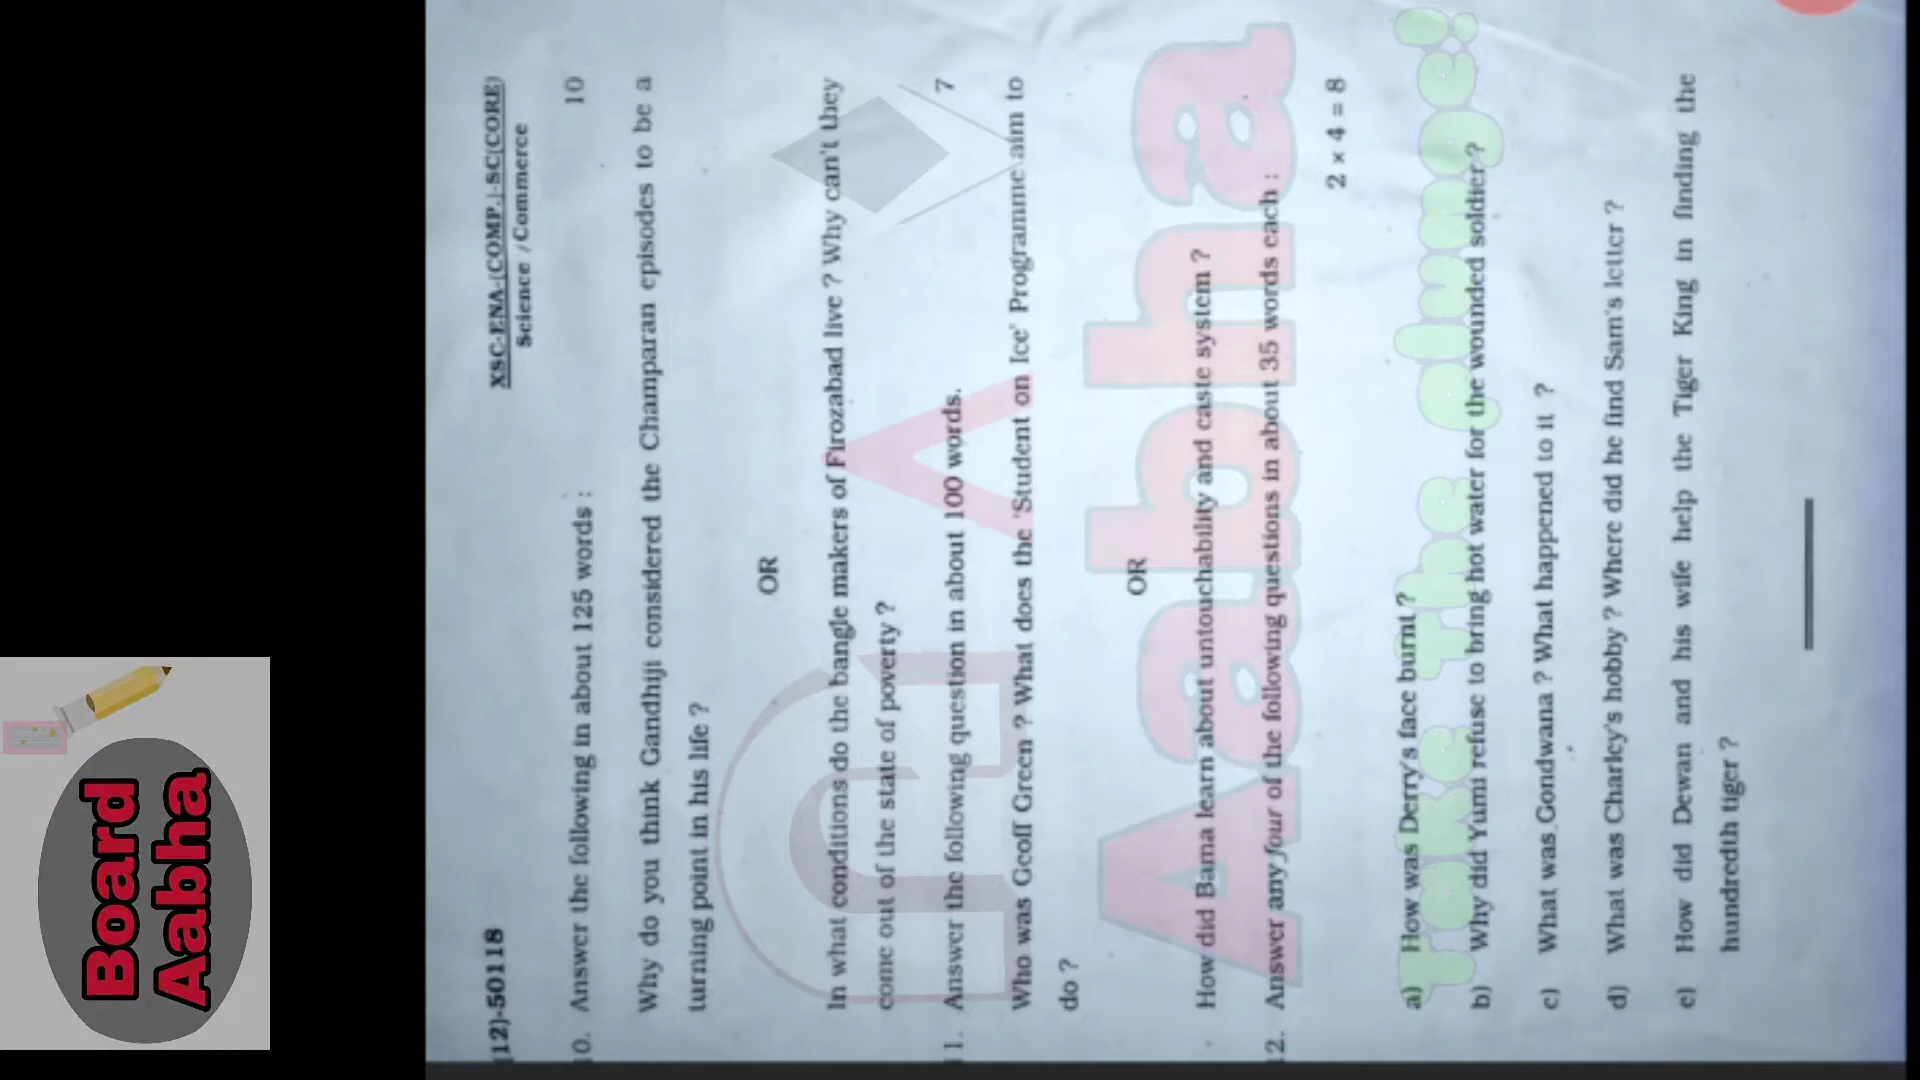 (12)-50118
XSC-ENA-(COMP.)-SC(CORE)
Science / Commerce
10. Answer the following in about 125 words :
10
Why do you think Gandhiji considered the Champaran episodes to be a
turning point in his life ?
OR
In what conditions do the bangle makers of Firozabad live ? Why can't they
come out of the state of poverty ?
11. Answer the following question in about 100 words.
7
Who was Geoff Green ? What does the 'Student on Ice' Programme aim to
do ?
OR
How did Bama learn about untouchability and caste system ?
12. Answer any four of the following questions in about 35 words each :
2 × 4 = 8
a) How was Derry's face burnt ?
b) Why did Yumi refuse to bring hot water for the wounded soldier ?
c) What was Gondwana ? What happened to it ?
d) What was Charley's hobby ? Where did he find Sam's letter ?
e) How did Dewan and his wife help the Tiger King in finding the
hundredth tiger ?
Aabha
Take The plunge!
Board
Aabha